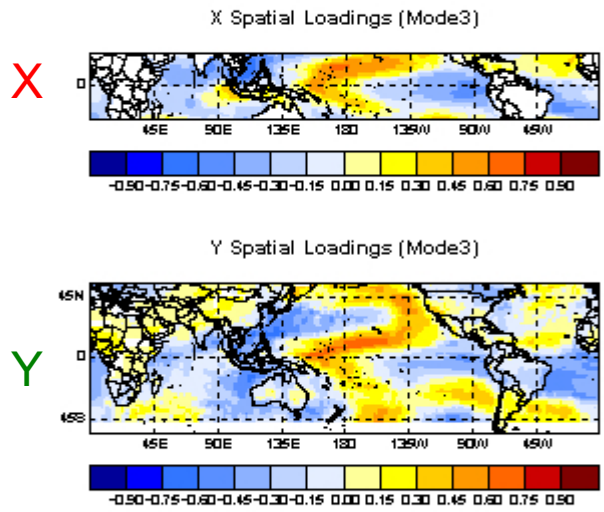 X Spatial Loadings (Mode3)
X
0
45E 90E 135E 180 135W 90W 45W
-0.90 -0.75 -0.60 -0.45 -0.30 -0.15 0.00 0.15 0.30 0.45 0.60 0.75 0.90
Y Spatial Loadings (Mode3)
45N
Y
0
45S
45E 90E 135E 180 135W 90W 45W
-0.90 -0.75 -0.60 -0.45 -0.30 -0.15 0.00 0.15 0.30 0.45 0.60 0.75 0.90